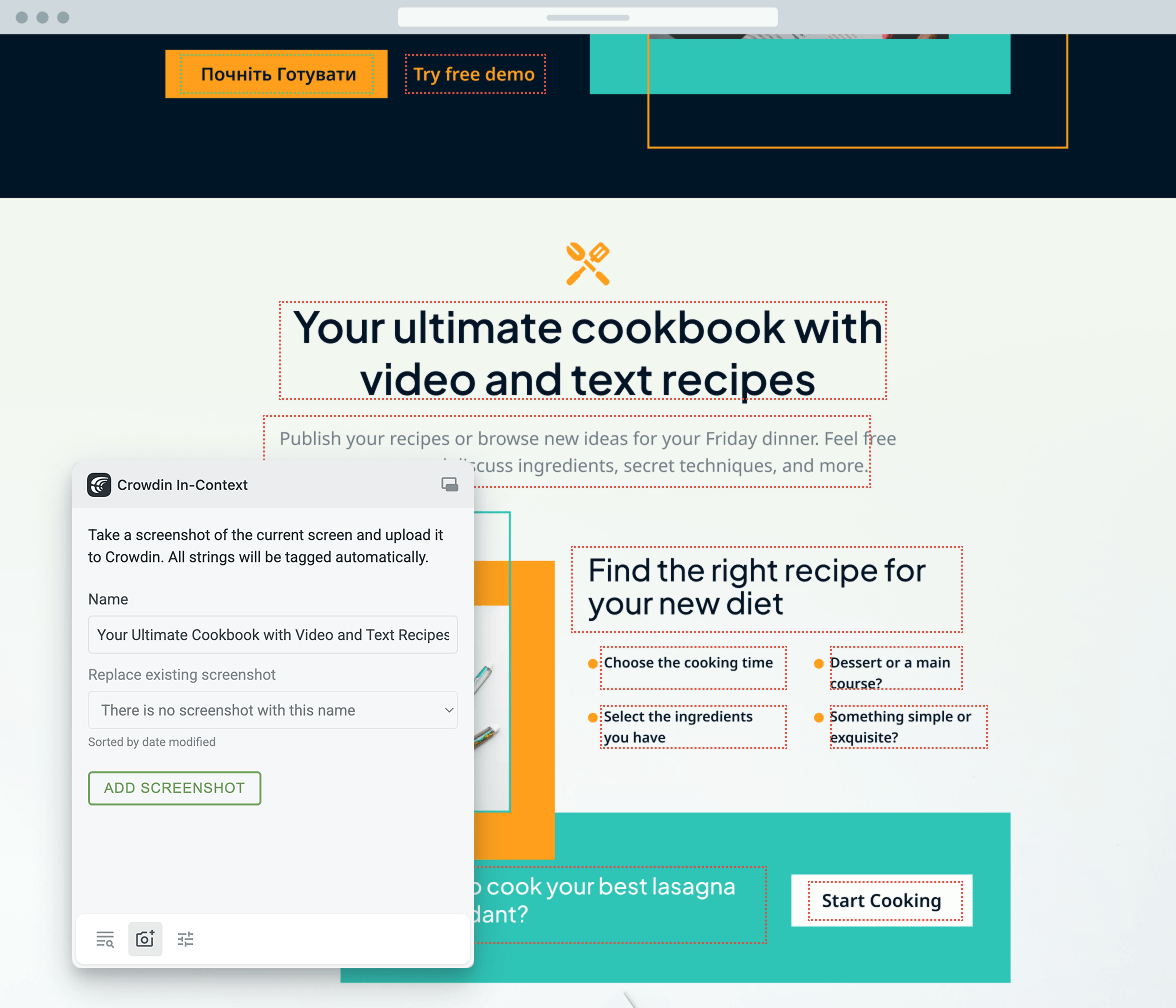 Почніть Готувати
Try free demo
Your ultimate cookbook with
video and text recipes
Publish your recipes or browse new ideas for your Friday dinner. Feel free
ingredients, secret techniques, and more.
Crowdin In-Context
Take a screenshot of the current screen and upload it
to Crowdin. All strings will be tagged automatically.
Name
Your Ultimate Cookbook with Video and Text Recipes
Replace existing screenshot
There is no screenshot with this name
Sorted by date modified
ADD SCREENSHOT
Find the right recipe for
your new diet
Choose the cooking time
Dessert or a main
course?
Select the ingredients
you have
Something simple or
exquisite?
cook your best lasagna
Start Cooking